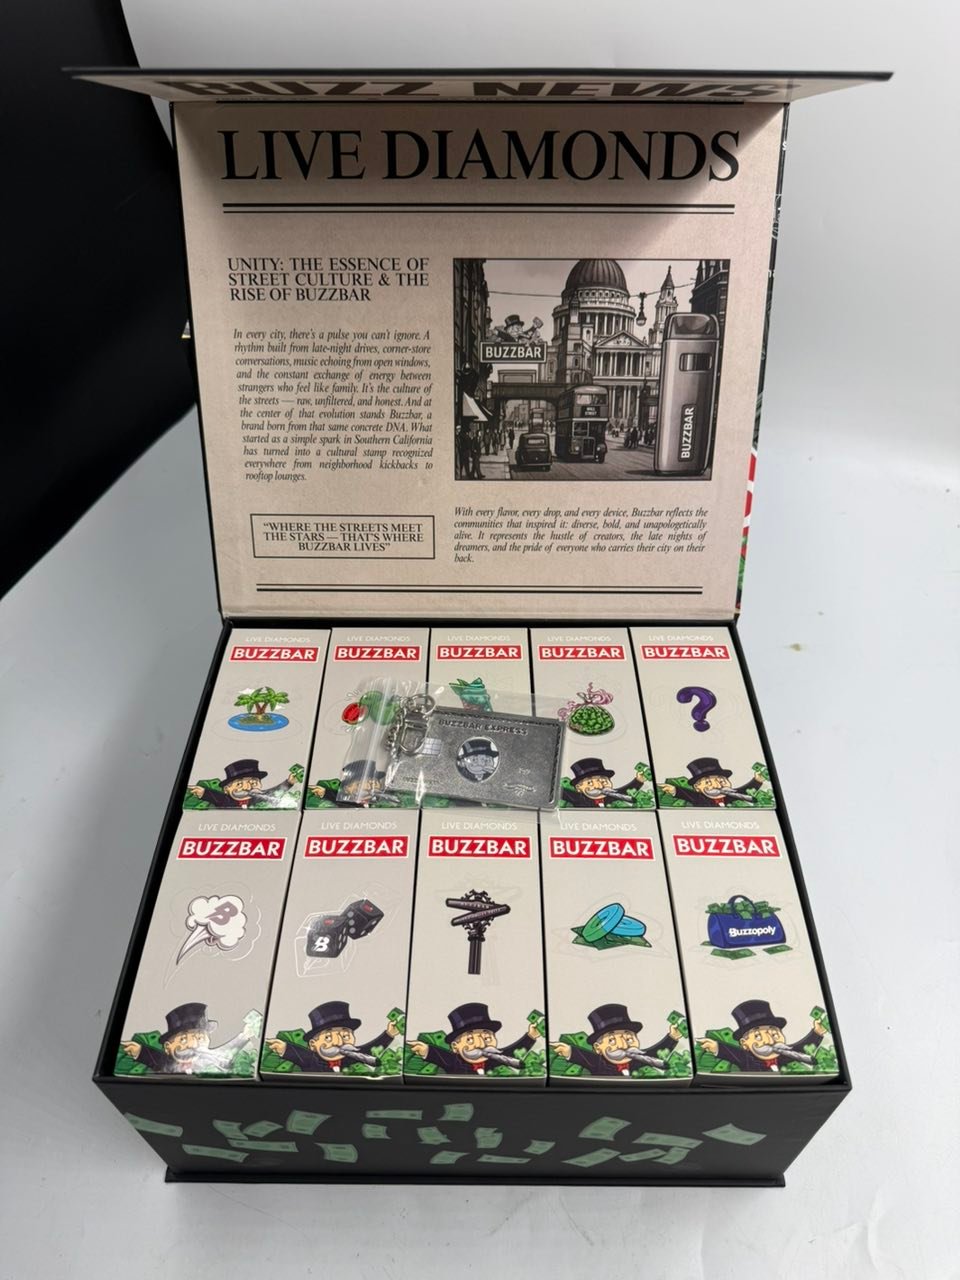 BUZZ NEWS
LIVE DIAMONDS
UNITY: THE ESSENCE OF
STREET CULTURE & THE
RISE OF BUZZBAR
In every city, there's a pulse you can't ignore. A
rhythm built from late-night drives, corner-store
conversations, music echoing from open windows,
and the constant exchange of energy between
strangers who feel like family. It's the culture of
the streets — raw, unfiltered, and honest. And at
the center of that evolution stands Buzzbar, a
brand born from that same concrete DNA. What
started as a simple spark in Southern California
has turned into a cultural stamp recognized
everywhere from neighborhood kickbacks to
rooftop lounges.
"WHERE THE STREETS MEET
THE STARS — THAT'S WHERE
BUZZBAR LIVES"
BUZZBAR
BUZZBAR
With every flavor, every drop, and every device, Buzzbar reflects the
communities that inspired it: diverse, bold, and unapologetically
alive. It represents the hustle of creators, the late nights of
dreamers, and the pride of everyone who carries their city on their
back.
LIVE DIAMONDS
BUZZBAR
LIVE DIAMONDS
BUZZBAR
LIVE DIAMONDS
BUZZBAR
LIVE DIAMONDS
BUZZBAR
LIVE DIAMONDS
BUZZBAR
?
BUZZBAR EXPRESS
LIVE DIAMONDS
BUZZBAR
B
LIVE DIAMONDS
BUZZBAR
B
LIVE DIAMONDS
BUZZBAR
LIVE DIAMONDS
BUZZBAR
LIVE DIAMONDS
BUZZBAR
Buzzopoly